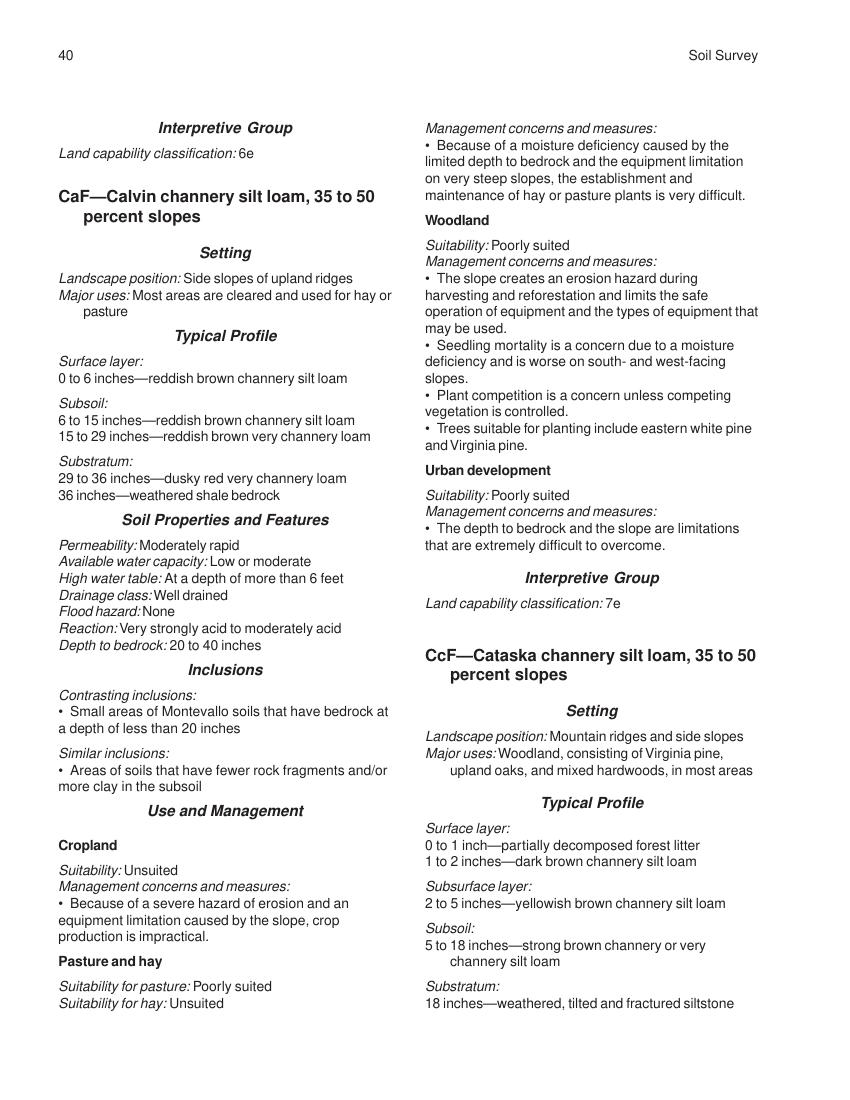 40
Soil Survey
Interpretive Group
Land capability classification: 6e
CaF—Calvin channery silt loam, 35 to 50
percent slopes
Setting
Landscape position: Side slopes of upland ridges
Major uses: Most areas are cleared and used for hay or
pasture
Typical Profile
Surface layer:
0 to 6 inches—reddish brown channery silt loam
Subsoil:
6 to 15 inches—reddish brown channery silt loam
15 to 29 inches—reddish brown very channery loam
Substratum:
29 to 36 inches—dusky red very channery loam
36 inches—weathered shale bedrock
Soil Properties and Features
Permeability: Moderately rapid
Available water capacity: Low or moderate
High water table: At a depth of more than 6 feet
Drainage class: Well drained
Flood hazard: None
Reaction: Very strongly acid to moderately acid
Depth to bedrock: 20 to 40 inches
Inclusions
Contrasting inclusions:
• Small areas of Montevallo soils that have bedrock at
a depth of less than 20 inches
Similar inclusions:
• Areas of soils that have fewer rock fragments and/or
more clay in the subsoil
Use and Management
Cropland
Suitability: Unsuited
Management concerns and measures:
• Because of a severe hazard of erosion and an
equipment limitation caused by the slope, crop
production is impractical.
Pasture and hay
Suitability for pasture: Poorly suited
Suitability for hay: Unsuited
Management concerns and measures:
• Because of a moisture deficiency caused by the
limited depth to bedrock and the equipment limitation
on very steep slopes, the establishment and
maintenance of hay or pasture plants is very difficult.
Woodland
Suitability: Poorly suited
Management concerns and measures:
• The slope creates an erosion hazard during
harvesting and reforestation and limits the safe
operation of equipment and the types of equipment that
may be used.
• Seedling mortality is a concern due to a moisture
deficiency and is worse on south- and west-facing
slopes.
• Plant competition is a concern unless competing
vegetation is controlled.
• Trees suitable for planting include eastern white pine
and Virginia pine.
Urban development
Suitability: Poorly suited
Management concerns and measures:
• The depth to bedrock and the slope are limitations
that are extremely difficult to overcome.
Interpretive Group
Land capability classification: 7e
CcF—Cataska channery silt loam, 35 to 50
percent slopes
Setting
Landscape position: Mountain ridges and side slopes
Major uses: Woodland, consisting of Virginia pine,
upland oaks, and mixed hardwoods, in most areas
Typical Profile
Surface layer:
0 to 1 inch—partially decomposed forest litter
1 to 2 inches—dark brown channery silt loam
Subsurface layer:
2 to 5 inches—yellowish brown channery silt loam
Subsoil:
5 to 18 inches—strong brown channery or very
channery silt loam
Substratum:
18 inches—weathered, tilted and fractured siltstone